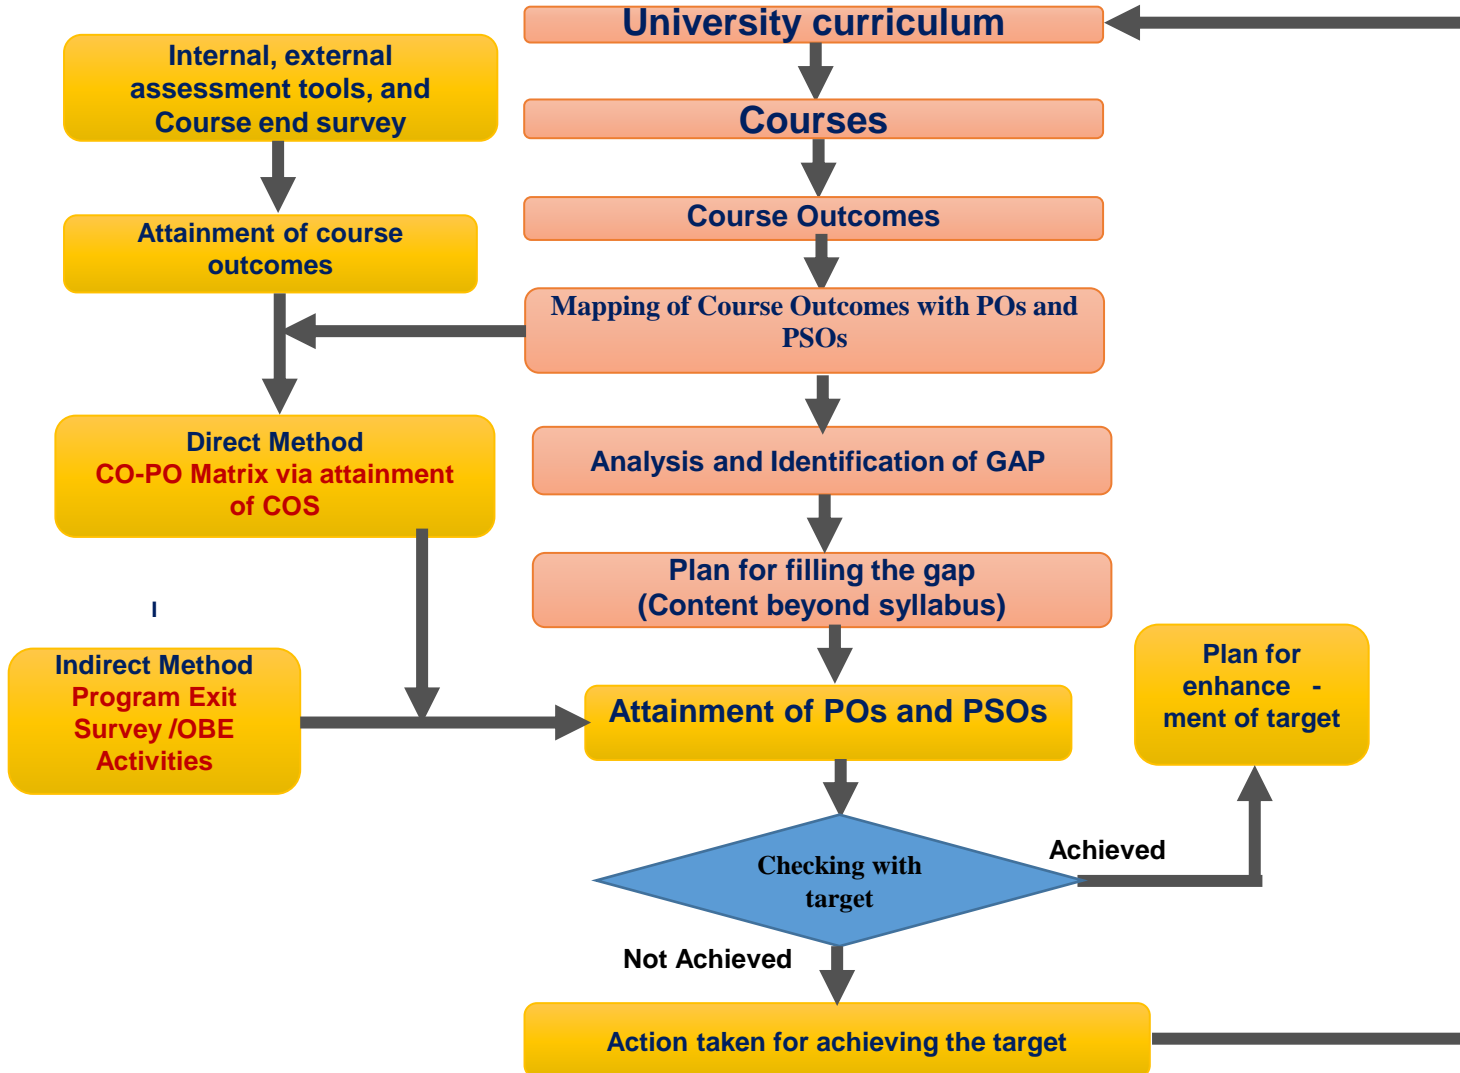 University curriculum
Internal, external
assessment tools, and
Course end survey
Courses
Course Outcomes
Attainment of course
outcomes
Mapping of Course Outcomes with POs and
PSOs
Direct Method
CO-PO Matrix via attainment
of COS
Analysis and Identification of GAP
Plan for filling the gap
(Content beyond syllabus)
I
Indirect Method
Program Exit
Survey /OBE
Activities
Attainment of POs and PSOs
Plan for
enhance -
ment of target
Checking with
target
Achieved
Not Achieved
Action taken for achieving the target